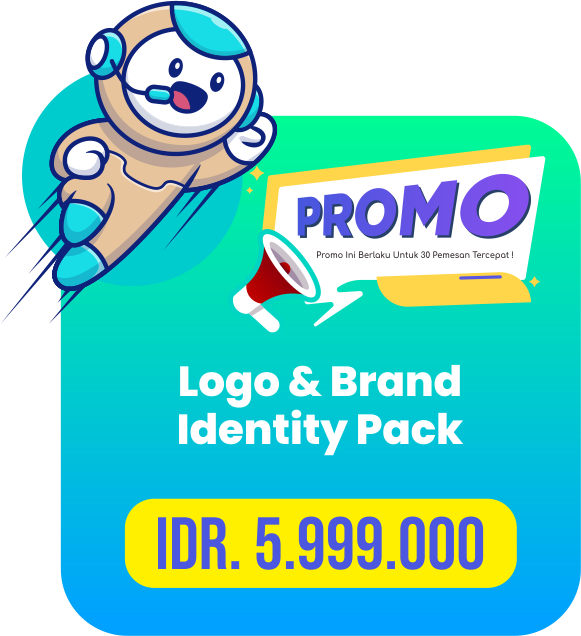 PROMO
Promo Ini Berlaku Untuk 30 Pemesan Tercepat !
Logo & Brand
Identity Pack
IDR. 5.999.000